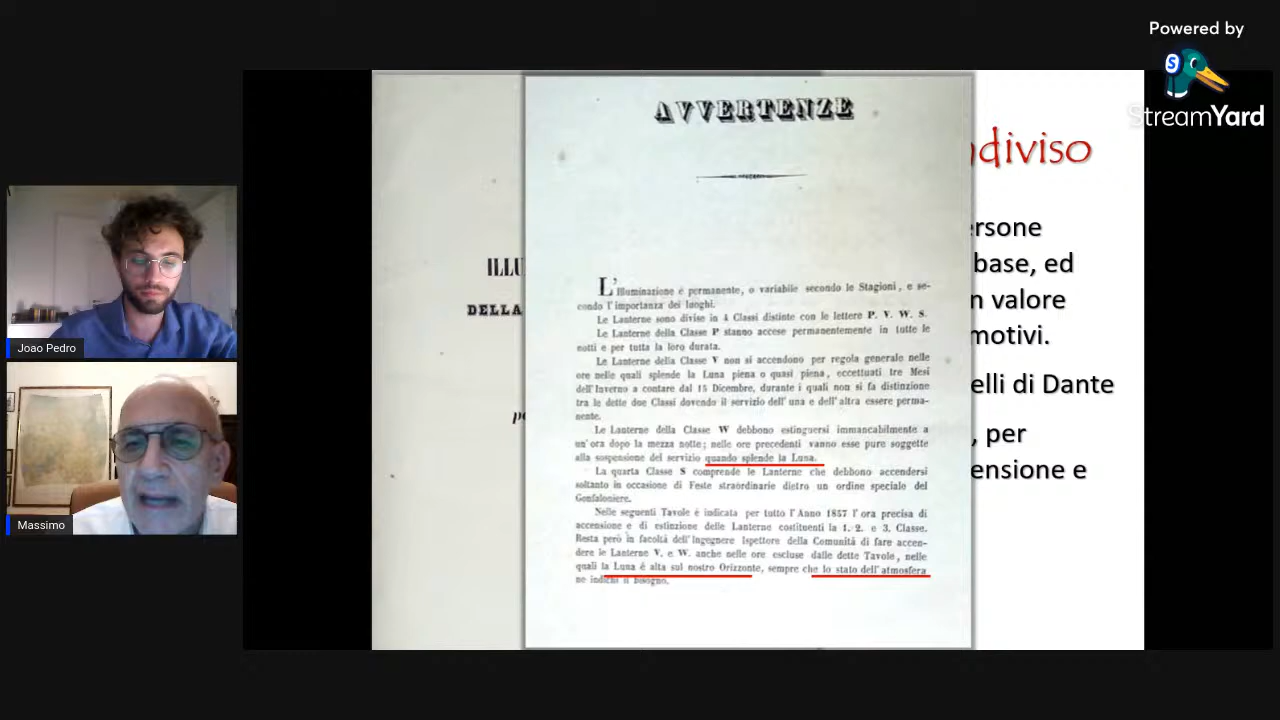 Powered by
StreamYard
Joao Pedro
Massimo
ILLU
DELLA
AVVERTENZE
L'Illuminazione è permanente, o variabile secondo le Stagioni, e se-
condo l'importanza dei luoghi.
Le Lanterne sono divise in 4 Classi distinte con le lettere P. V. W. S.
Le Lanterne della Classe P stanno accese permanentemente in tutte le
notti e per tutta la loro durata.
Le Lanterne della Classe V non si accendono per regola generale nelle
ore nelle quali splende la Luna piena o quasi piena, eccettuati tre Mesi
dell'Inverno a contare dal 15 Dicembre, durante i quali non si fa distinzione
tra le dette due Classi dovendo il servizio dell'una e dell'altra essere perma-
nente.
Le Lanterne della Classe W debbono estinguersi immancabilmente a
un'ora dopo la mezza notte; nelle ore precedenti vanno esse pure soggette
alla suspensione del servizio quando splende la Luna.
La quarta Classe S comprende le Lanterne che debbono accendersi
soltanto in occasione di Feste straordinarie dietro un ordine speciale del
Gonfaloniere.
Nelle seguenti Tavole è indicata per tutto l'Anno 1857 l'ora precisa di
accensione e di estinzione delle Lanterne costituenti la 1. 2. e 3. Classe.
Resta però in facoltà dell'Ingegnere Ispettore della Comunità di fare accen-
dere le Lanterne V. e W. anche nelle ore escluse dalle dette Tavole, nelle
quali la Luna è alta sul nostro Orizzonte, sempre che lo stato dell'atmosfera
ne indichi il bisogno.
ndiviso
ersone
base, ed
n valore
motivi.
elli di Dante
, per
ensione e